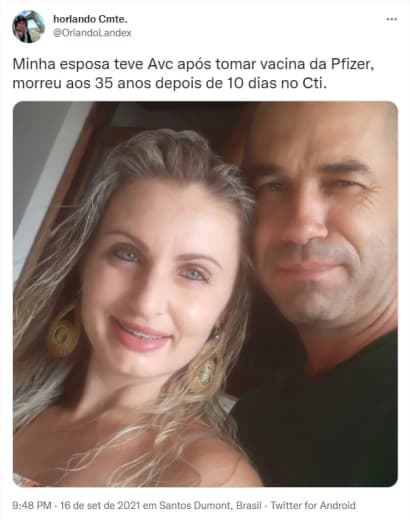 horlando Cmte.
@OrlandoLandex
Minha esposa teve Avc após tomar vacina da Pfizer,
morreu aos 35 anos depois de 10 dias no Cti.
9:48 PM · 16 de set de 2021 em Santos Dumont, Brasil · Twitter for Android